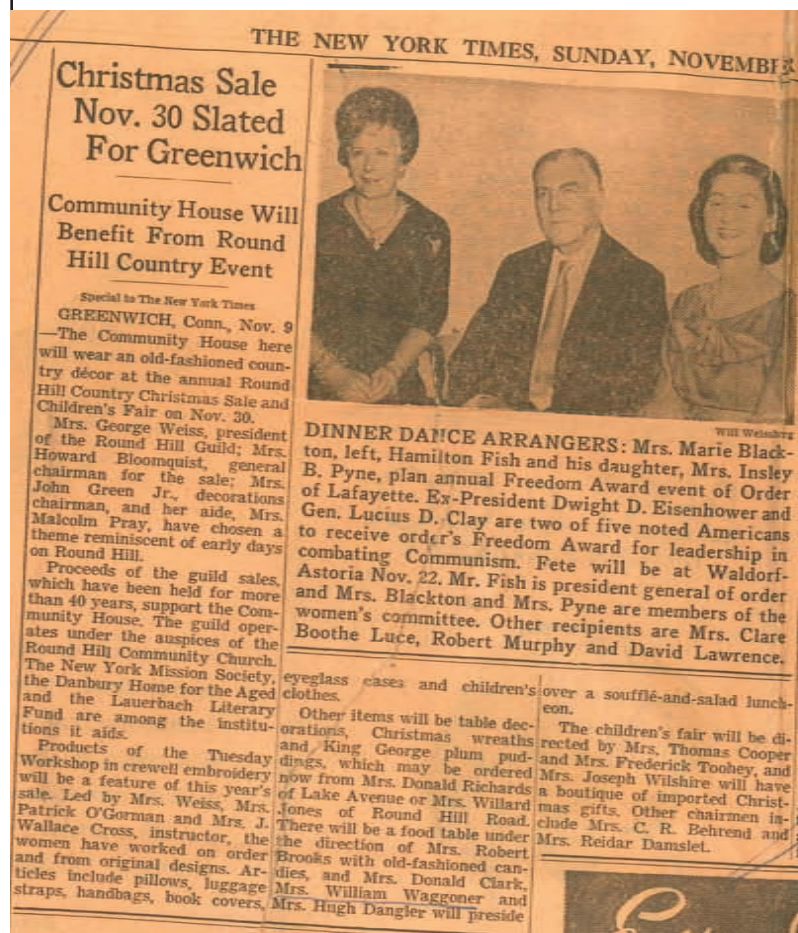 THE NEW YORK TIMES, SUNDAY, NOVEMBE
Christmas Sale
Nov. 30 Slated
For Greenwich
Community House Will
Benefit From Round
Hill Country Event
Special to The New York Times
GREENWICH, Conn., Nov. 9
—The Community House here
will wear an old-fashioned coun-
try décor at the annual Round
Hill Country Christmas Sale and
Children's Fair on Nov. 30.
Mrs. George Weiss, president
of the Round Hill Guild; Mrs.
Howard Bloomquist, general
chairman for the sale; Mrs.
John Green Jr., decorations
chairman, and her aide, Mrs.
Malcolm Pray, have chosen a
theme reminiscent of early days
on Round Hill.
Proceeds of the guild sales,
which have been held for more
than 40 years, support the Com-
munity House. The guild oper-
ates under the auspices of the
Round Hill Community Church.
The New York Mission Society,
the Danbury Home for the Aged
and the Lauerbach Literary
Fund are among the institu-
tions it aids.
Products of the Tuesday
Workshop in crewell embroidery
will be a feature of this year's
sale. Led by Mrs. Weiss, Mrs.
Patrick O'Gorman and Mrs. J.
Wallace Cross, instructor, the
women have worked on order
and from original designs. Ar-
ticles include pillows, luggage
straps, handbags, book covers,
Will Weissberg
DINNER DANCE ARRANGERS: Mrs. Marie Black-
ton, left, Hamilton Fish and his daughter, Mrs. Insley
B. Pyne, plan annual Freedom Award event of Order
of Lafayette. Ex-President Dwight D. Eisenhower and
Gen. Lucius D. Clay are two of five noted Americans
to receive order's Freedom Award for leadership in
combating Communism. Fete will be at Waldorf-
Astoria Nov. 22. Mr. Fish is president general of order
and Mrs. Blackton and Mrs. Pyne are members of the
women's committee. Other recipients are Mrs. Clare
Boothe Luce, Robert Murphy and David Lawrence.
eyeglass cases and children's
clothes.
Other items will be table dec-
orations, Christmas wreaths
and King George plum pud-
dings, which may be ordered
now from Mrs. Donald Richards
of Lake Avenue or Mrs. Willard
Jones of Round Hill Road.
There will be a food table under
the direction of Mrs. Robert
Brooks with old-fashioned can-
dies, and Mrs. Donald Clark,
Mrs. William Waggoner and
Mrs. Hugh Dangler will preside
over a soufflé-and-salad lunch-
eon.
The children's fair will be di-
rected by Mrs. Thomas Cooper
and Mrs. Frederick Toohey, and
Mrs. Joseph Wilshire will have
a boutique of imported Christ-
mas gifts. Other chairmen in-
clude Mrs. C. R. Behrend and
Mrs. Reidar Damslet.